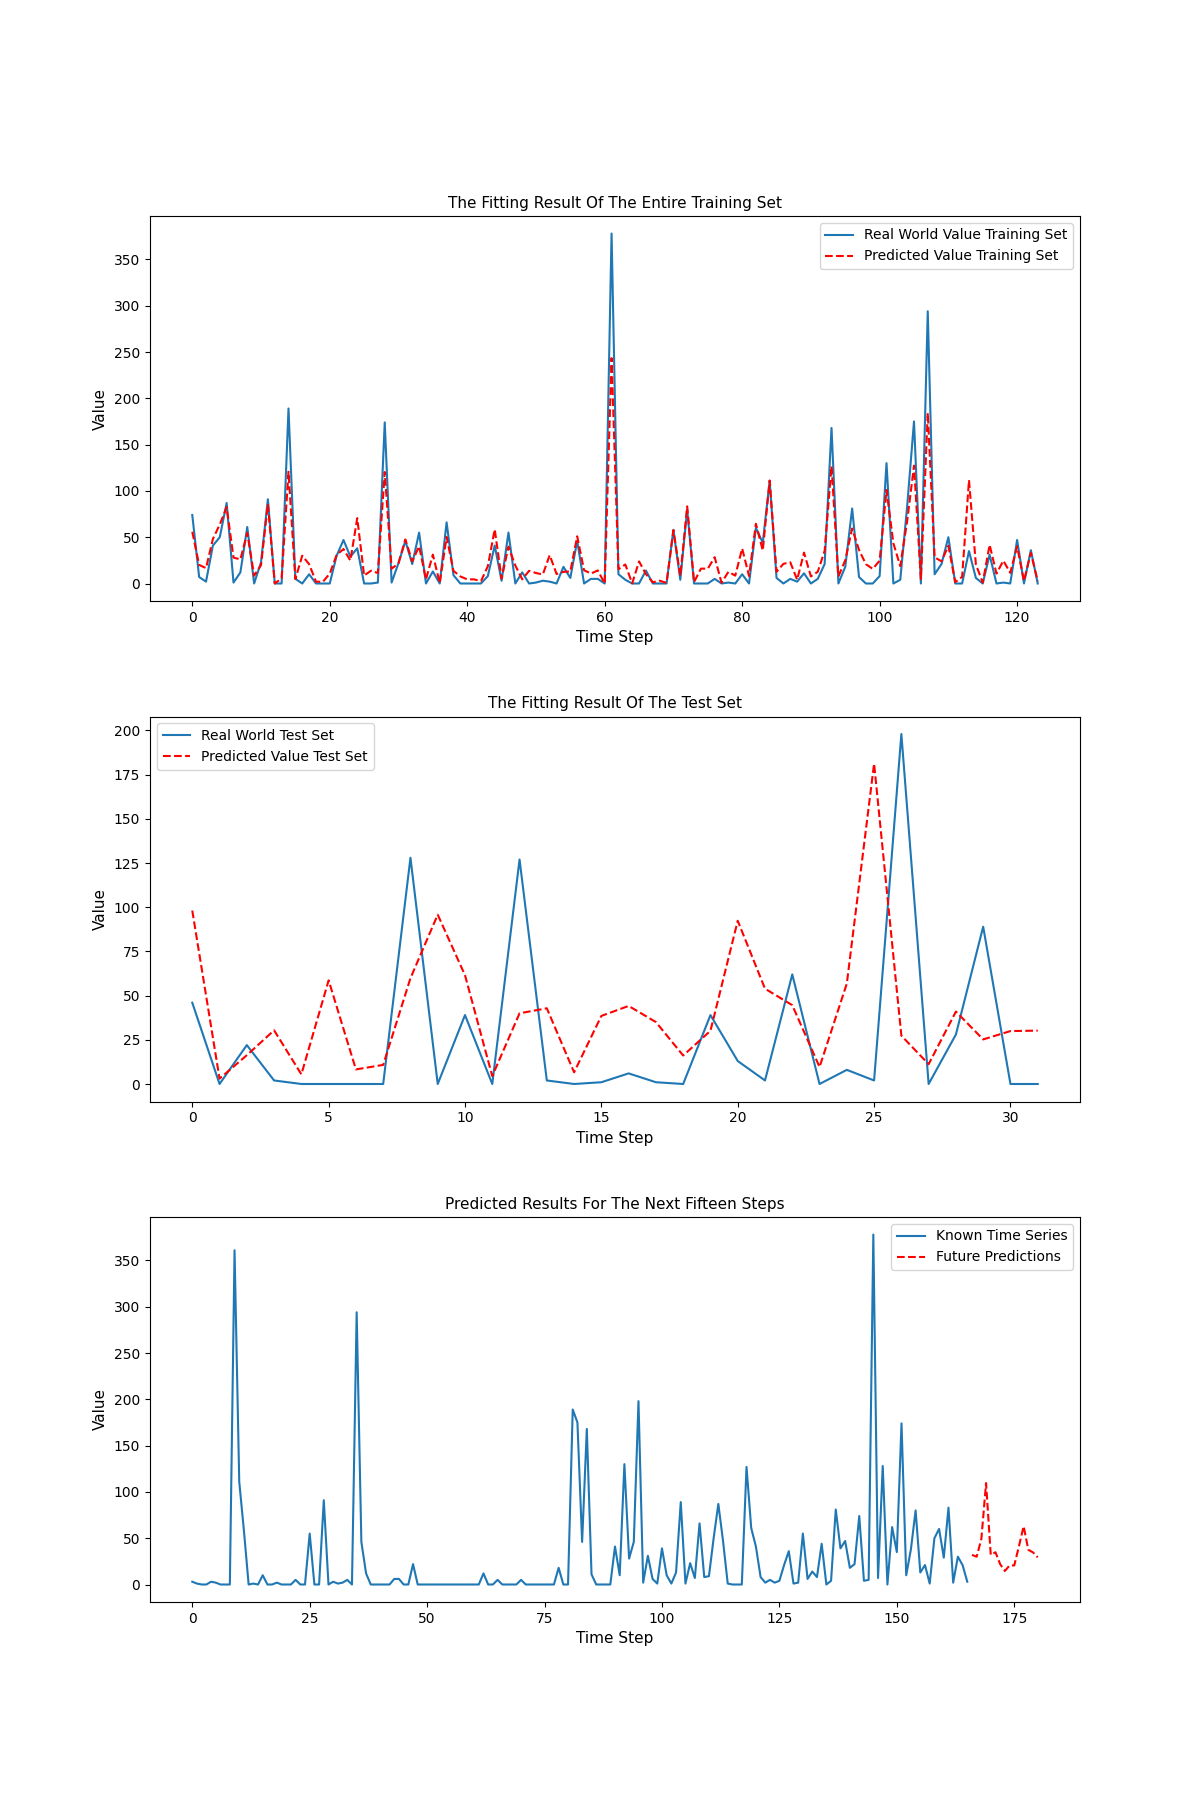 The Fitting Result Of The Entire Training Set
Real World Value Training Set
Predicted Value Training Set
350
300
250
200
150
100
50
0
Value
0 20 40 60 80 100 120
Time Step
The Fitting Result Of The Test Set
Real World Test Set
Predicted Value Test Set
200
175
150
125
100
75
50
25
0
Value
0 5 10 15 20 25 30
Time Step
Predicted Results For The Next Fifteen Steps
Known Time Series
Future Predictions
350
300
250
200
150
100
50
0
Value
0 25 50 75 100 125 150 175
Time Step